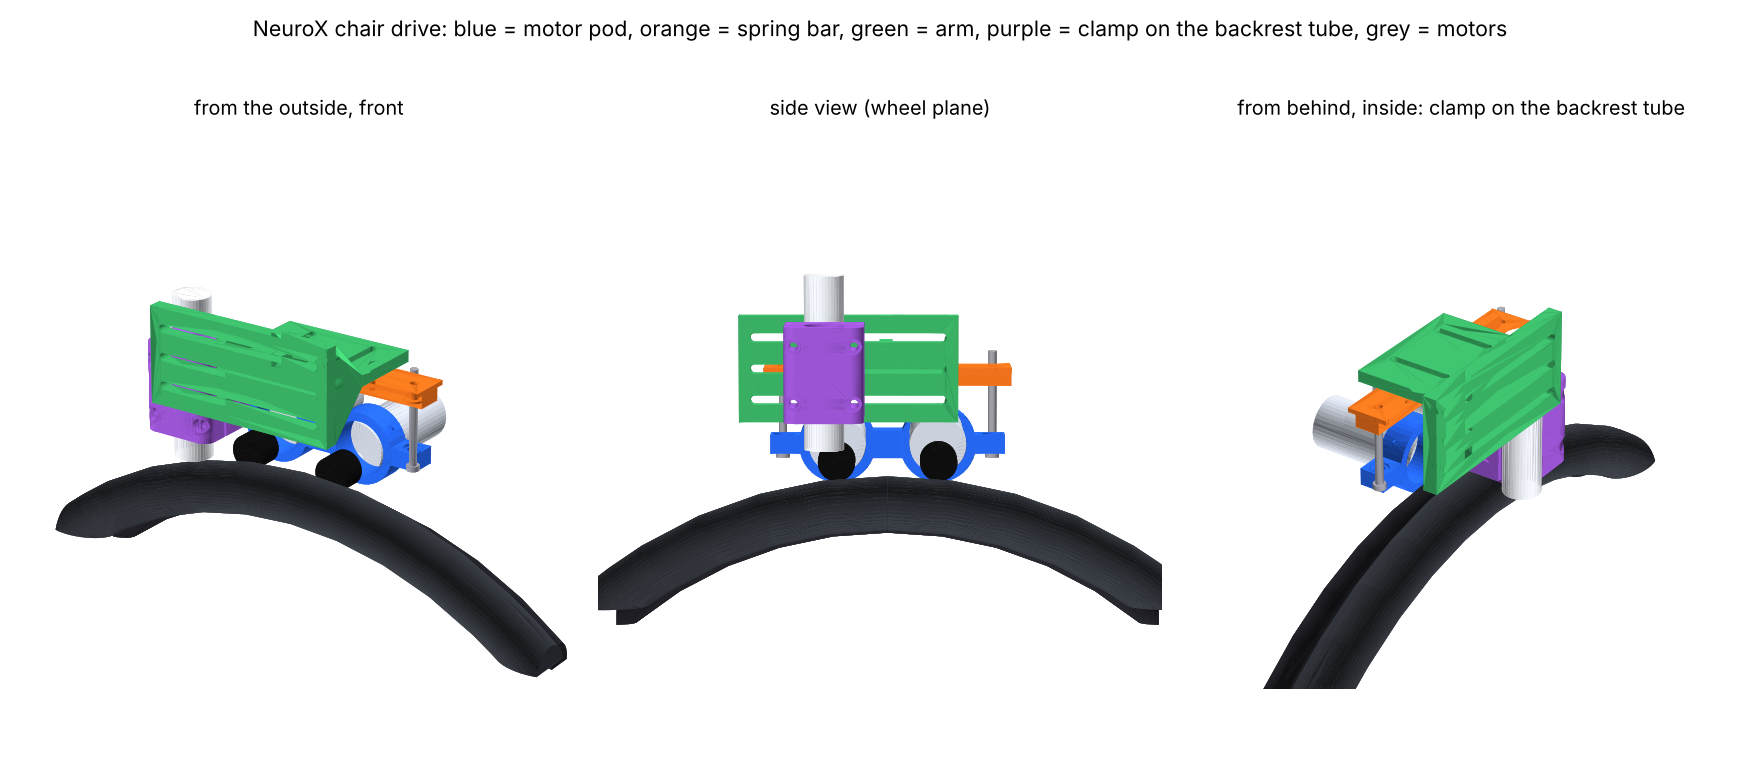 NeuroX chair drive: blue = motor pod, orange = spring bar, green = arm, purple = clamp on the backrest tube, grey = motors
from the outside, front
side view (wheel plane)
from behind, inside: clamp on the backrest tube